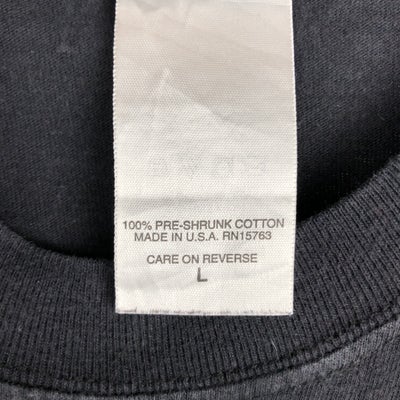 100% PRE-SHRUNK COTTON
MADE IN U.S.A. RN15763
CARE ON REVERSE
L